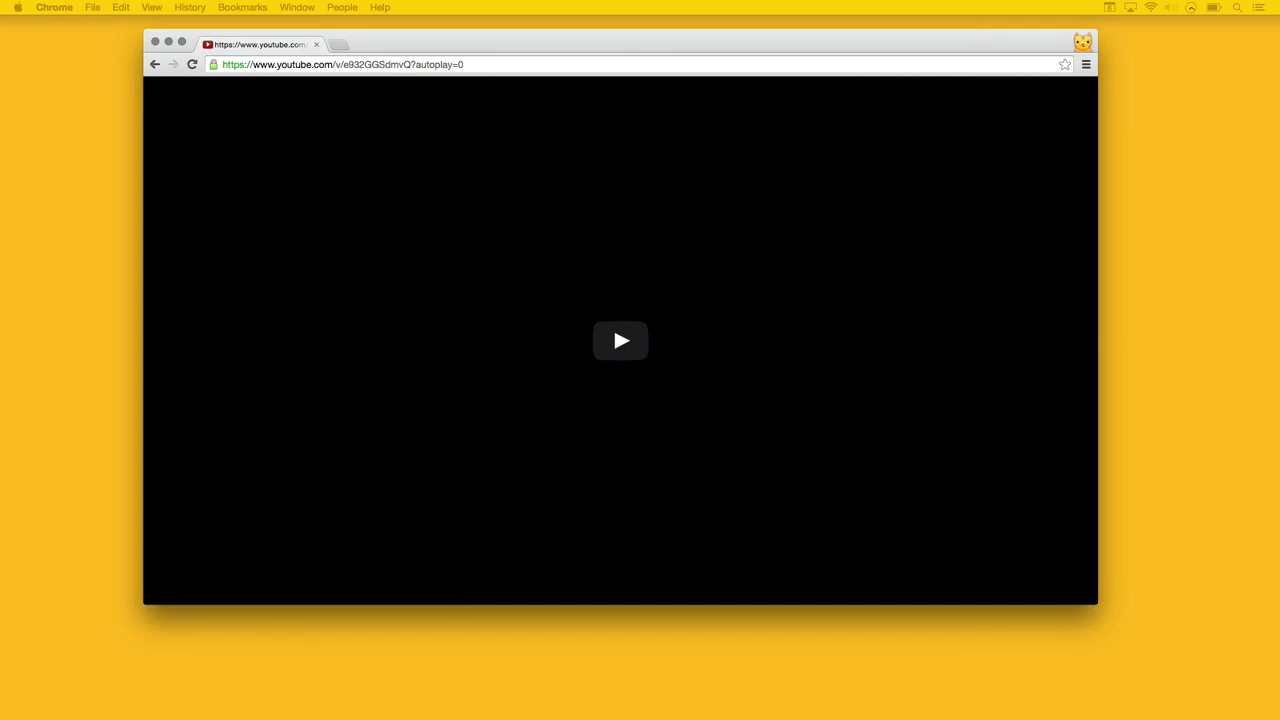 Chrome File Edit View History Bookmarks Window People Help
https://www.youtube.com/
https://www.youtube.com/v/e932GGSdmvQ?autoplay=0